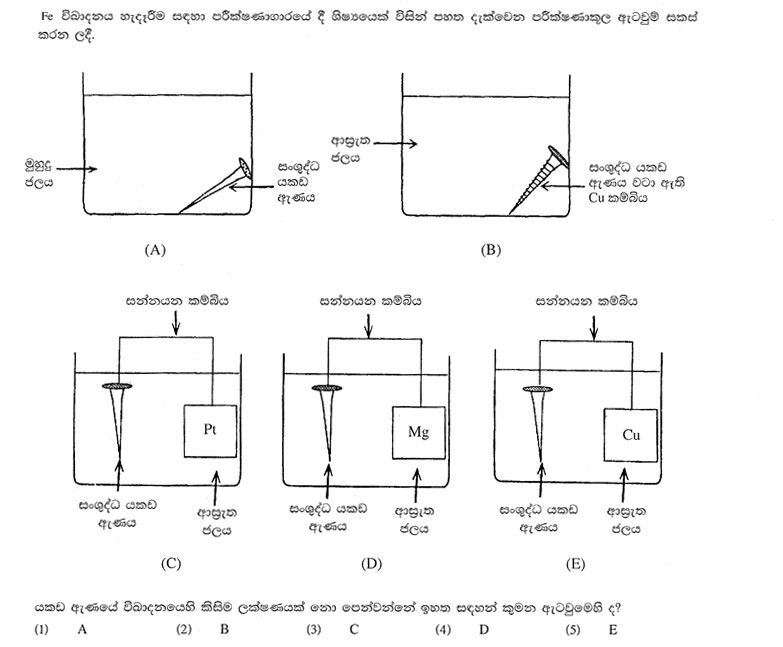 Fe විඛාදනය හැදෑරීම සඳහා පරීක්ෂණාගාරයේ දී ශිෂ්‍යයෙක් විසින් පහත දැක්වෙන පරීක්ෂණාකූල ඇටවුම් සකස්
කරන ලදී.
මුහුදු
ජලය
සංශුද්ධ
යකඩ
ඇණය
(A)
ආස්‍රැත
ජලය
සංශුද්ධ යකඩ
ඇණය වටා ඇති
Cu කම්බිය
(B)
සන්නයන කම්බිය
Pt
සංශුද්ධ යකඩ
ඇණය
ආස්‍රැත
ජලය
(C)
සන්නයන කම්බිය
Mg
සංශුද්ධ යකඩ
ඇණය
ආස්‍රැත
ජලය
(D)
සන්නයන කම්බිය
Cu
සංශුද්ධ යකඩ
ඇණය
ආස්‍රැත
ජලය
(E)
යකඩ ඇණයේ විඛාදනයෙහි කිසිම ලක්ෂණයක් නො පෙන්වන්නේ ඉහත සඳහන් කුමන ඇටවුමෙහි ද?
(1) A (2) B (3) C (4) D (5) E